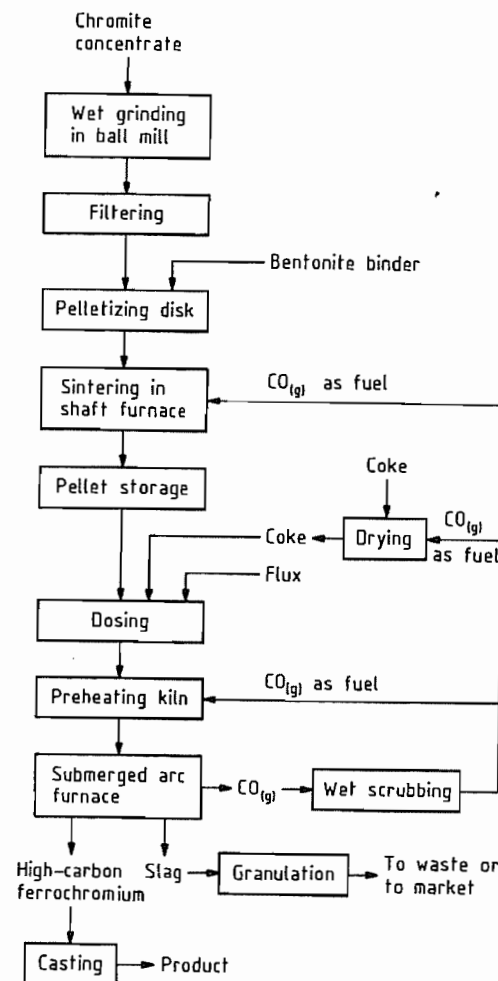 Chromite
concentrate
Wet grinding
in ball mill
Filtering
Bentonite binder
Pelletizing disk
Sintering in
shaft furnace
CO(g) as fuel
Pellet storage
Coke
CO(g)
as fuel
Drying
Coke
Flux
Dosing
Preheating kiln
CO(g) as fuel
Submerged arc
furnace
CO(g)
Wet scrubbing
High-carbon
ferrochromium
Slag
Granulation
To waste or
to market
Casting
Product